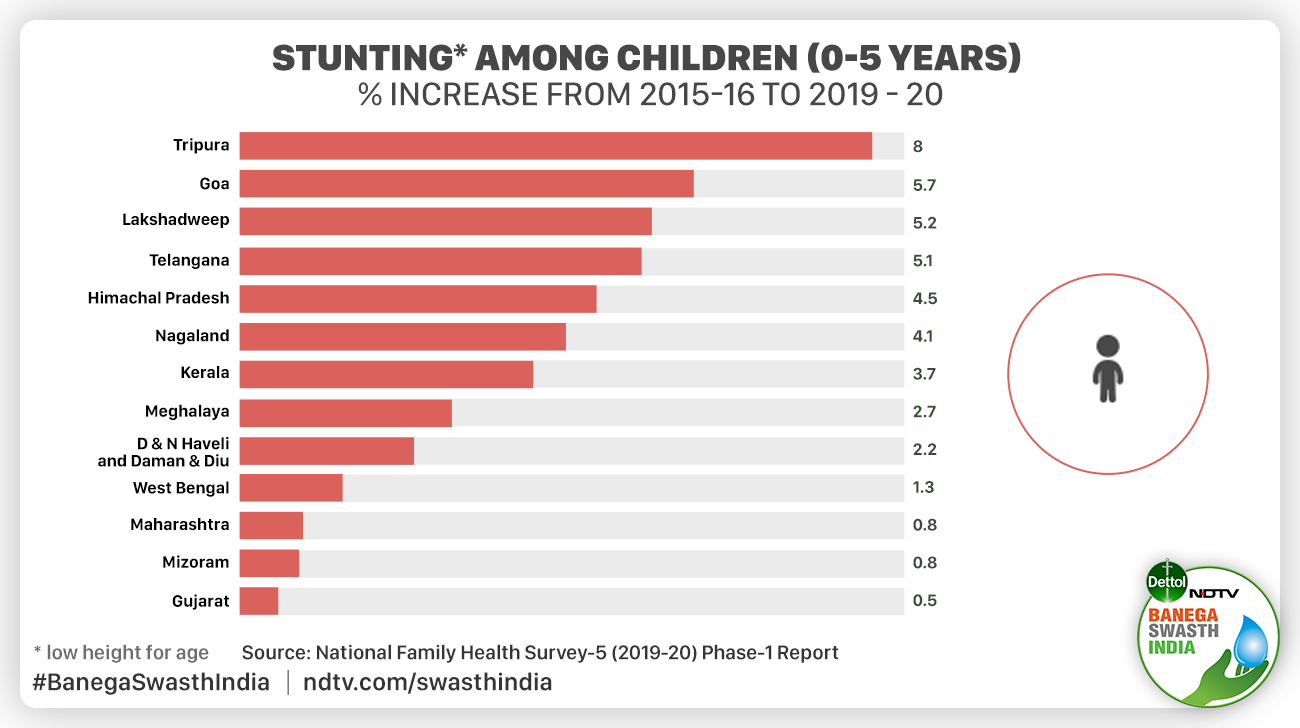 STUNTING* AMONG CHILDREN (0-5 YEARS)
% INCREASE FROM 2015-16 TO 2019 - 20
Tripura 8
Goa 5.7
Lakshadweep 5.2
Telangana 5.1
Himachal Pradesh 4.5
Nagaland 4.1
Kerala 3.7
Meghalaya 2.7
D & N Haveli
and Daman & Diu 2.2
West Bengal 1.3
Maharashtra 0.8
Mizoram 0.8
Gujarat 0.5
* low height for age Source: National Family Health Survey-5 (2019-20) Phase-1 Report
#BanegaSwasthIndia | ndtv.com/swasthindia
Dettol
NDTV
BANEGA
SWASTH
INDIA